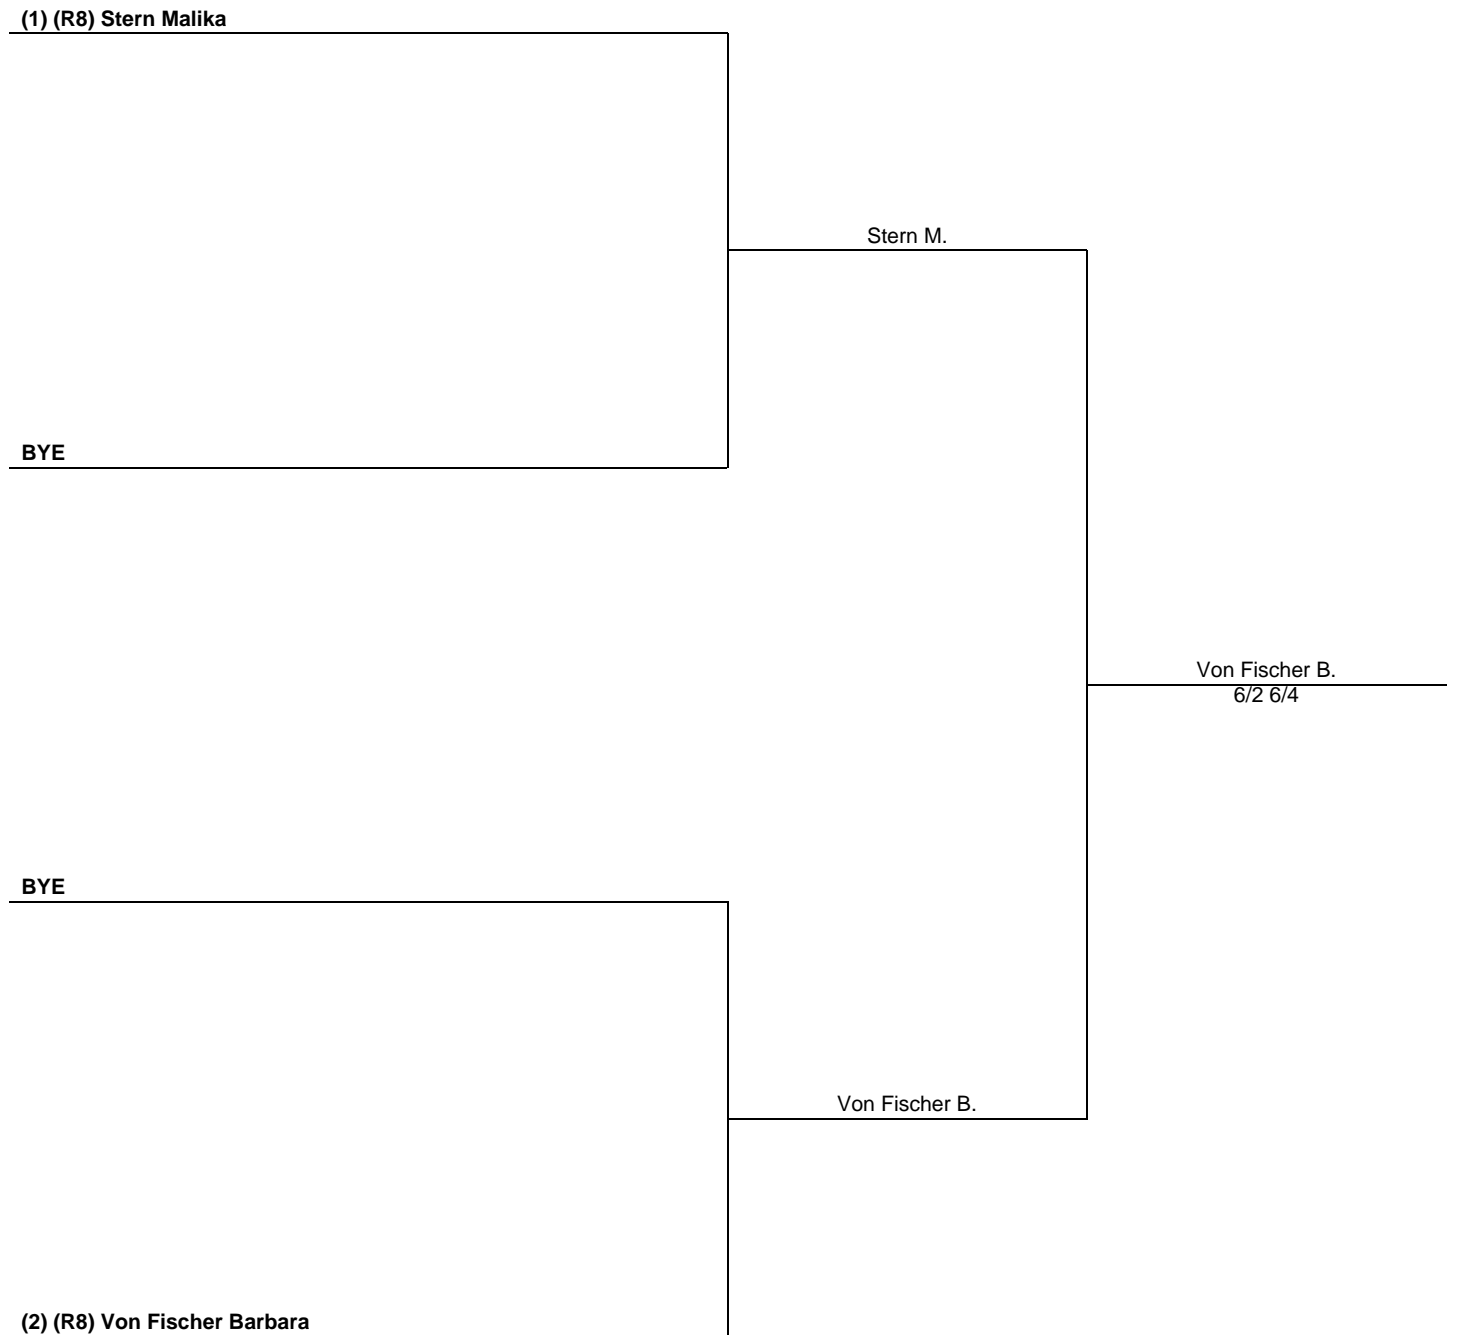 (1) (R8) Stern Malika
Stern M.
BYE
Von Fischer B.
6/2 6/4
BYE
Von Fischer B.
(2) (R8) Von Fischer Barbara